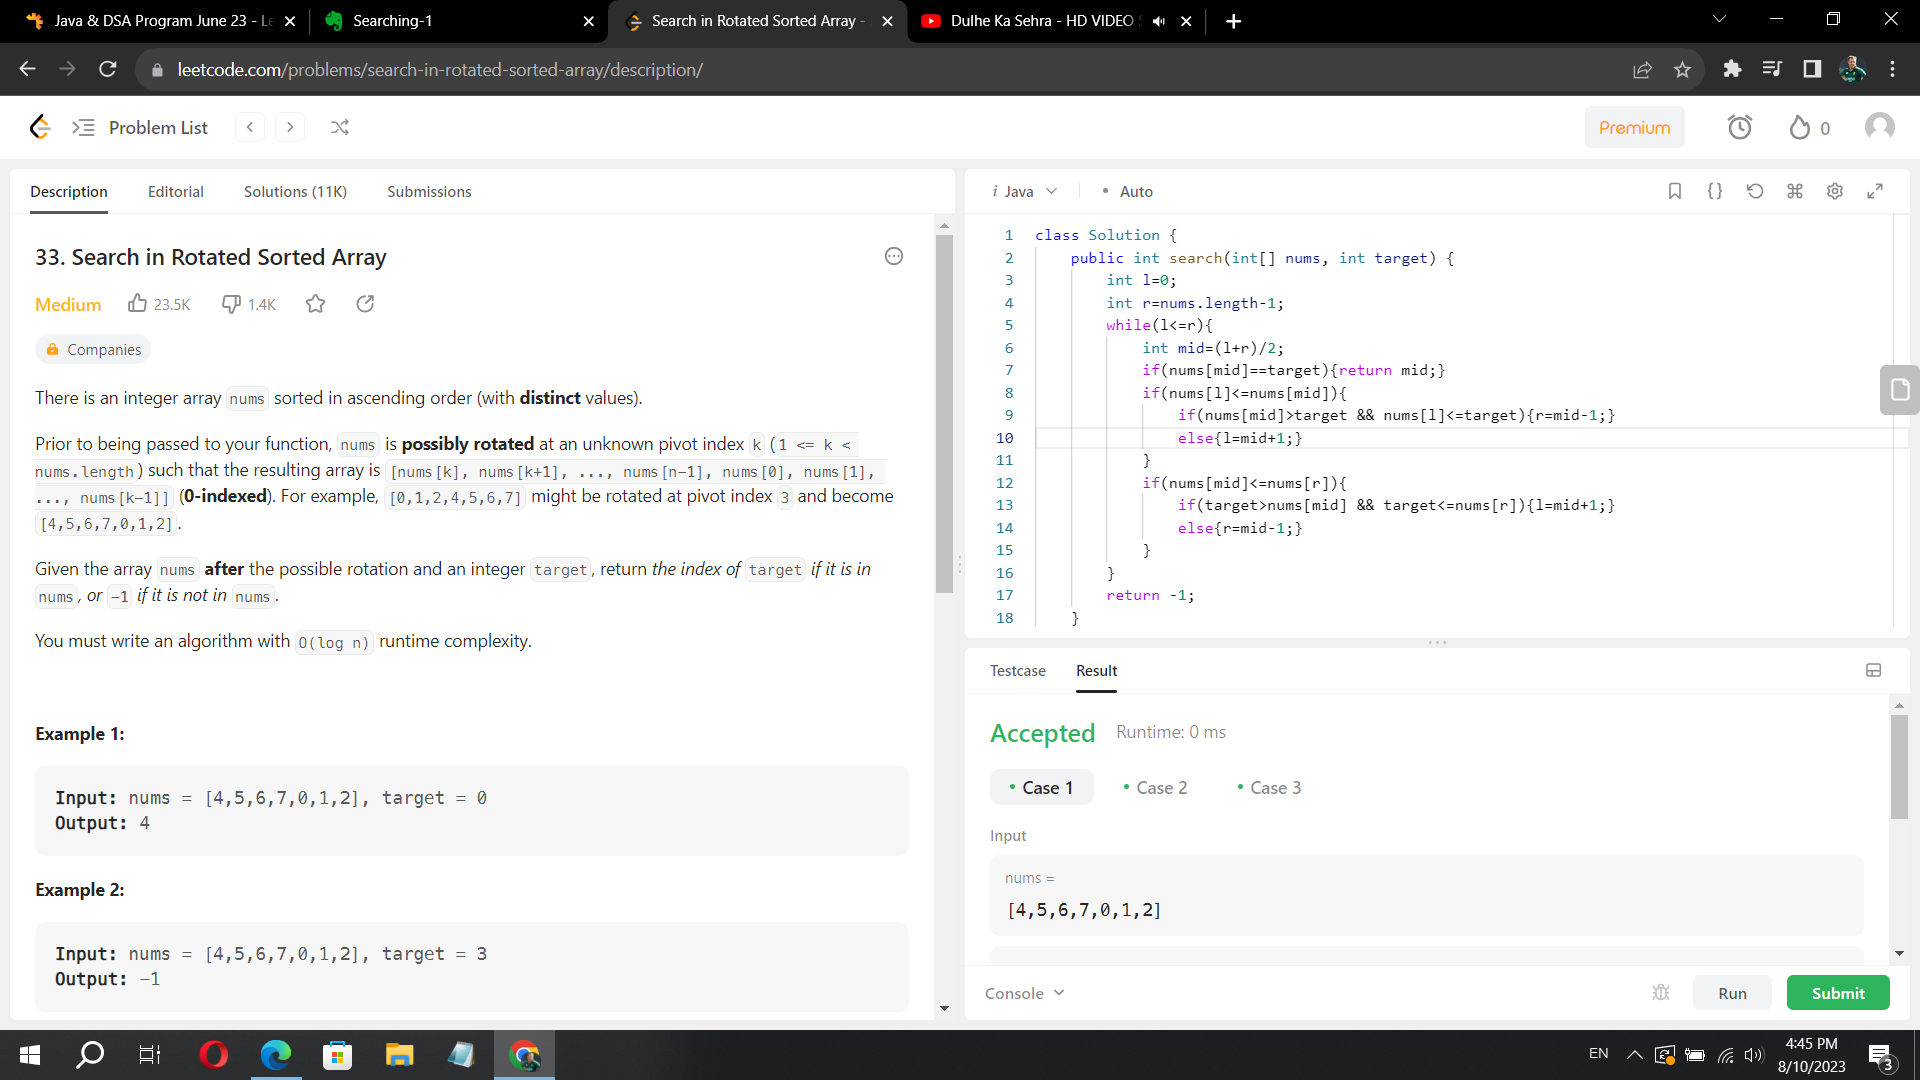 Java & DSA Program June 23 - Le
Searching-1
Search in Rotated Sorted Array -
Dulhe Ka Sehra - HD VIDEO S
leetcode.com/problems/search-in-rotated-sorted-array/description/
Problem List
Premium
0
Description Editorial Solutions (11K) Submissions
33. Search in Rotated Sorted Array
Medium 23.5K 1.4K
Companies
There is an integer array nums sorted in ascending order (with distinct values).
Prior to being passed to your function, nums is possibly rotated at an unknown pivot index k (1 <= k <
nums.length) such that the resulting array is [nums[k], nums[k+1], ..., nums[n-1], nums[0], nums[1],
..., nums[k-1]] (0-indexed). For example, [0,1,2,4,5,6,7] might be rotated at pivot index 3 and become
[4,5,6,7,0,1,2].
Given the array nums after the possible rotation and an integer target, return the index of target if it is in
nums, or -1 if it is not in nums.
You must write an algorithm with O(log n) runtime complexity.
Example 1:
Input: nums = [4,5,6,7,0,1,2], target = 0
Output: 4
Example 2:
Input: nums = [4,5,6,7,0,1,2], target = 3
Output: -1
i Java • Auto
1 class Solution {
2 public int search(int[] nums, int target) {
3 int l=0;
4 int r=nums.length-1;
5 while(l<=r){
6 int mid=(l+r)/2;
7 if(nums[mid]==target){return mid;}
8 if(nums[l]<=nums[mid]){
9 if(nums[mid]>target && nums[l]<=target){r=mid-1;}
10 else{l=mid+1;}
11 }
12 if(nums[mid]<=nums[r]){
13 if(target>nums[mid] && target<=nums[r]){l=mid+1;}
14 else{r=mid-1;}
15 }
16 }
17 return -1;
18 }
Testcase Result
Accepted Runtime: 0 ms
• Case 1 • Case 2 • Case 3
Input
nums =
[4,5,6,7,0,1,2]
Console Run Submit
EN
4:45 PM
8/10/2023
3